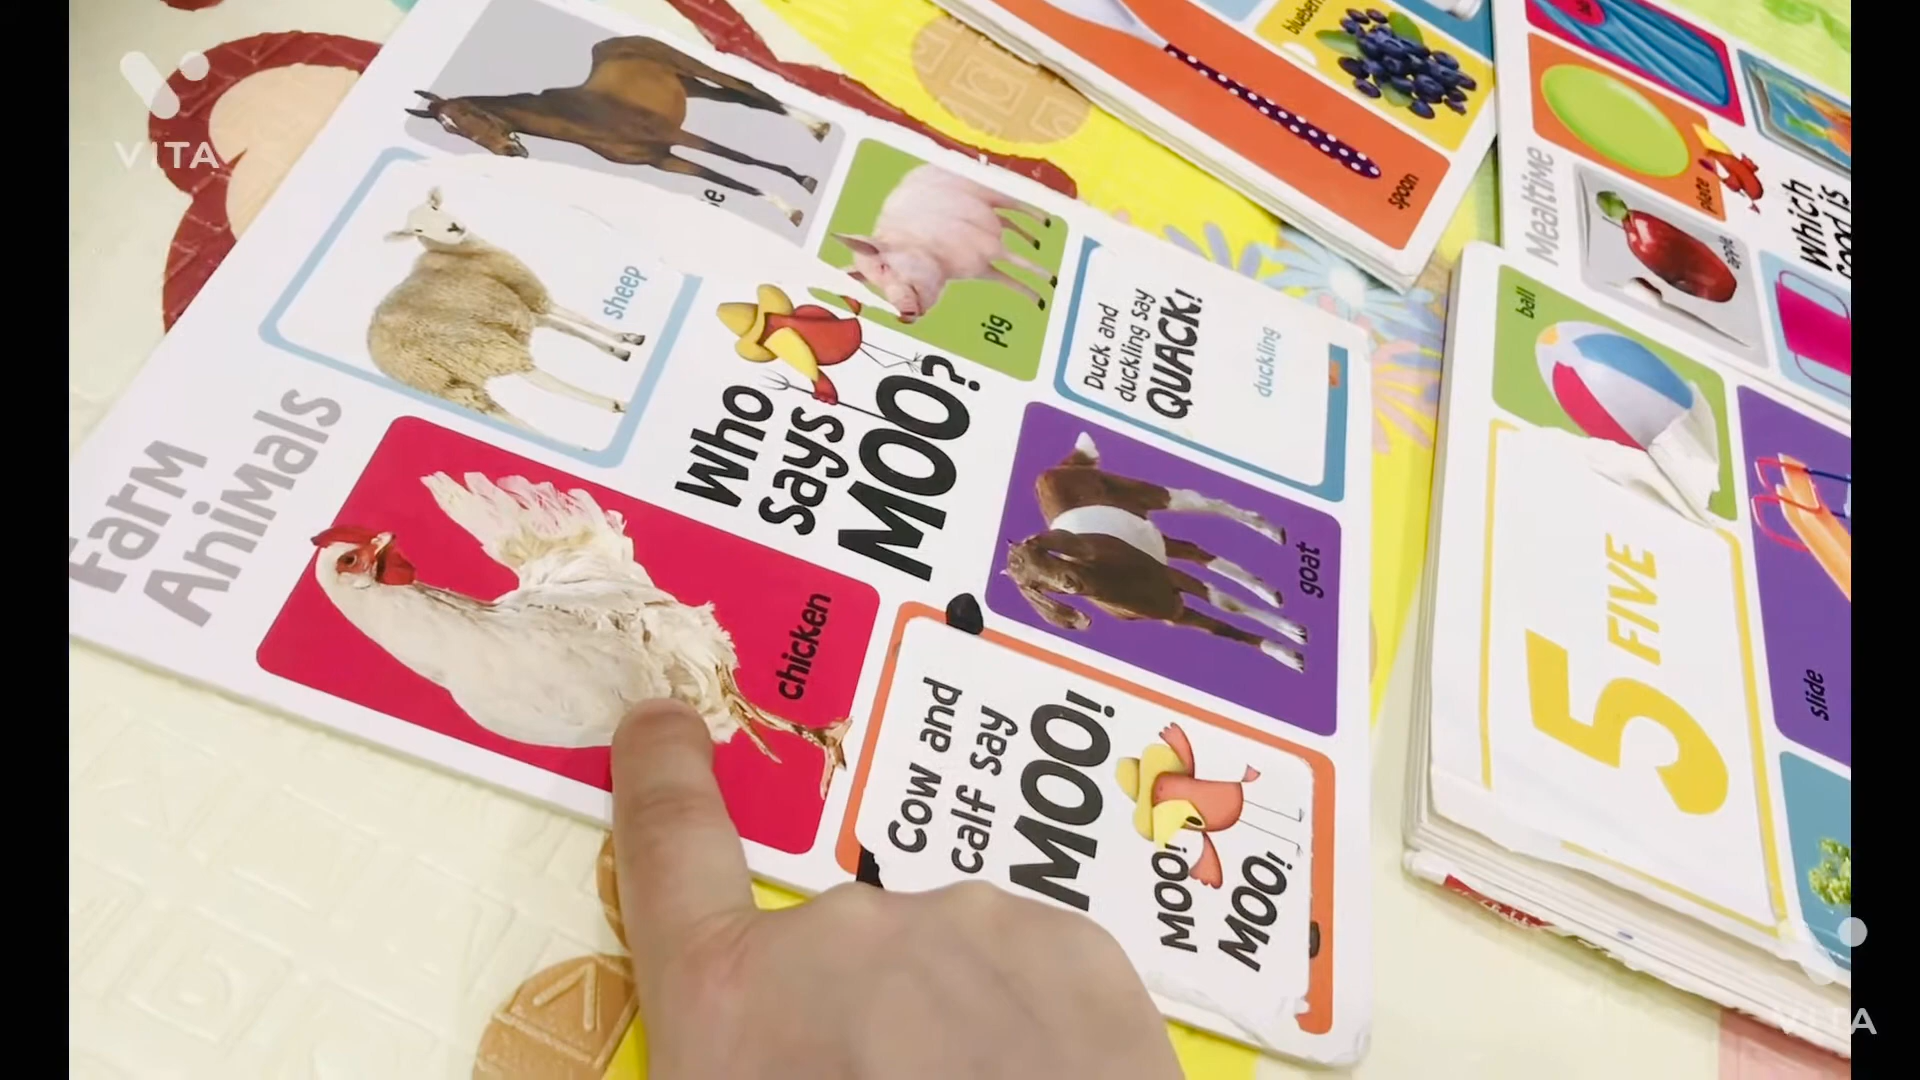 VITA
Farm
Animals
sheep
pig
Who
says
MOO?
chicken
Duck and
duckling say
QUACK!
duckling
goat
Cow and
calf say
MOO!
MOO!
MOO!
blueberr
spoon
Mealtime
plate
apple
Which
food is
ball
5 FIVE
slide
VITA